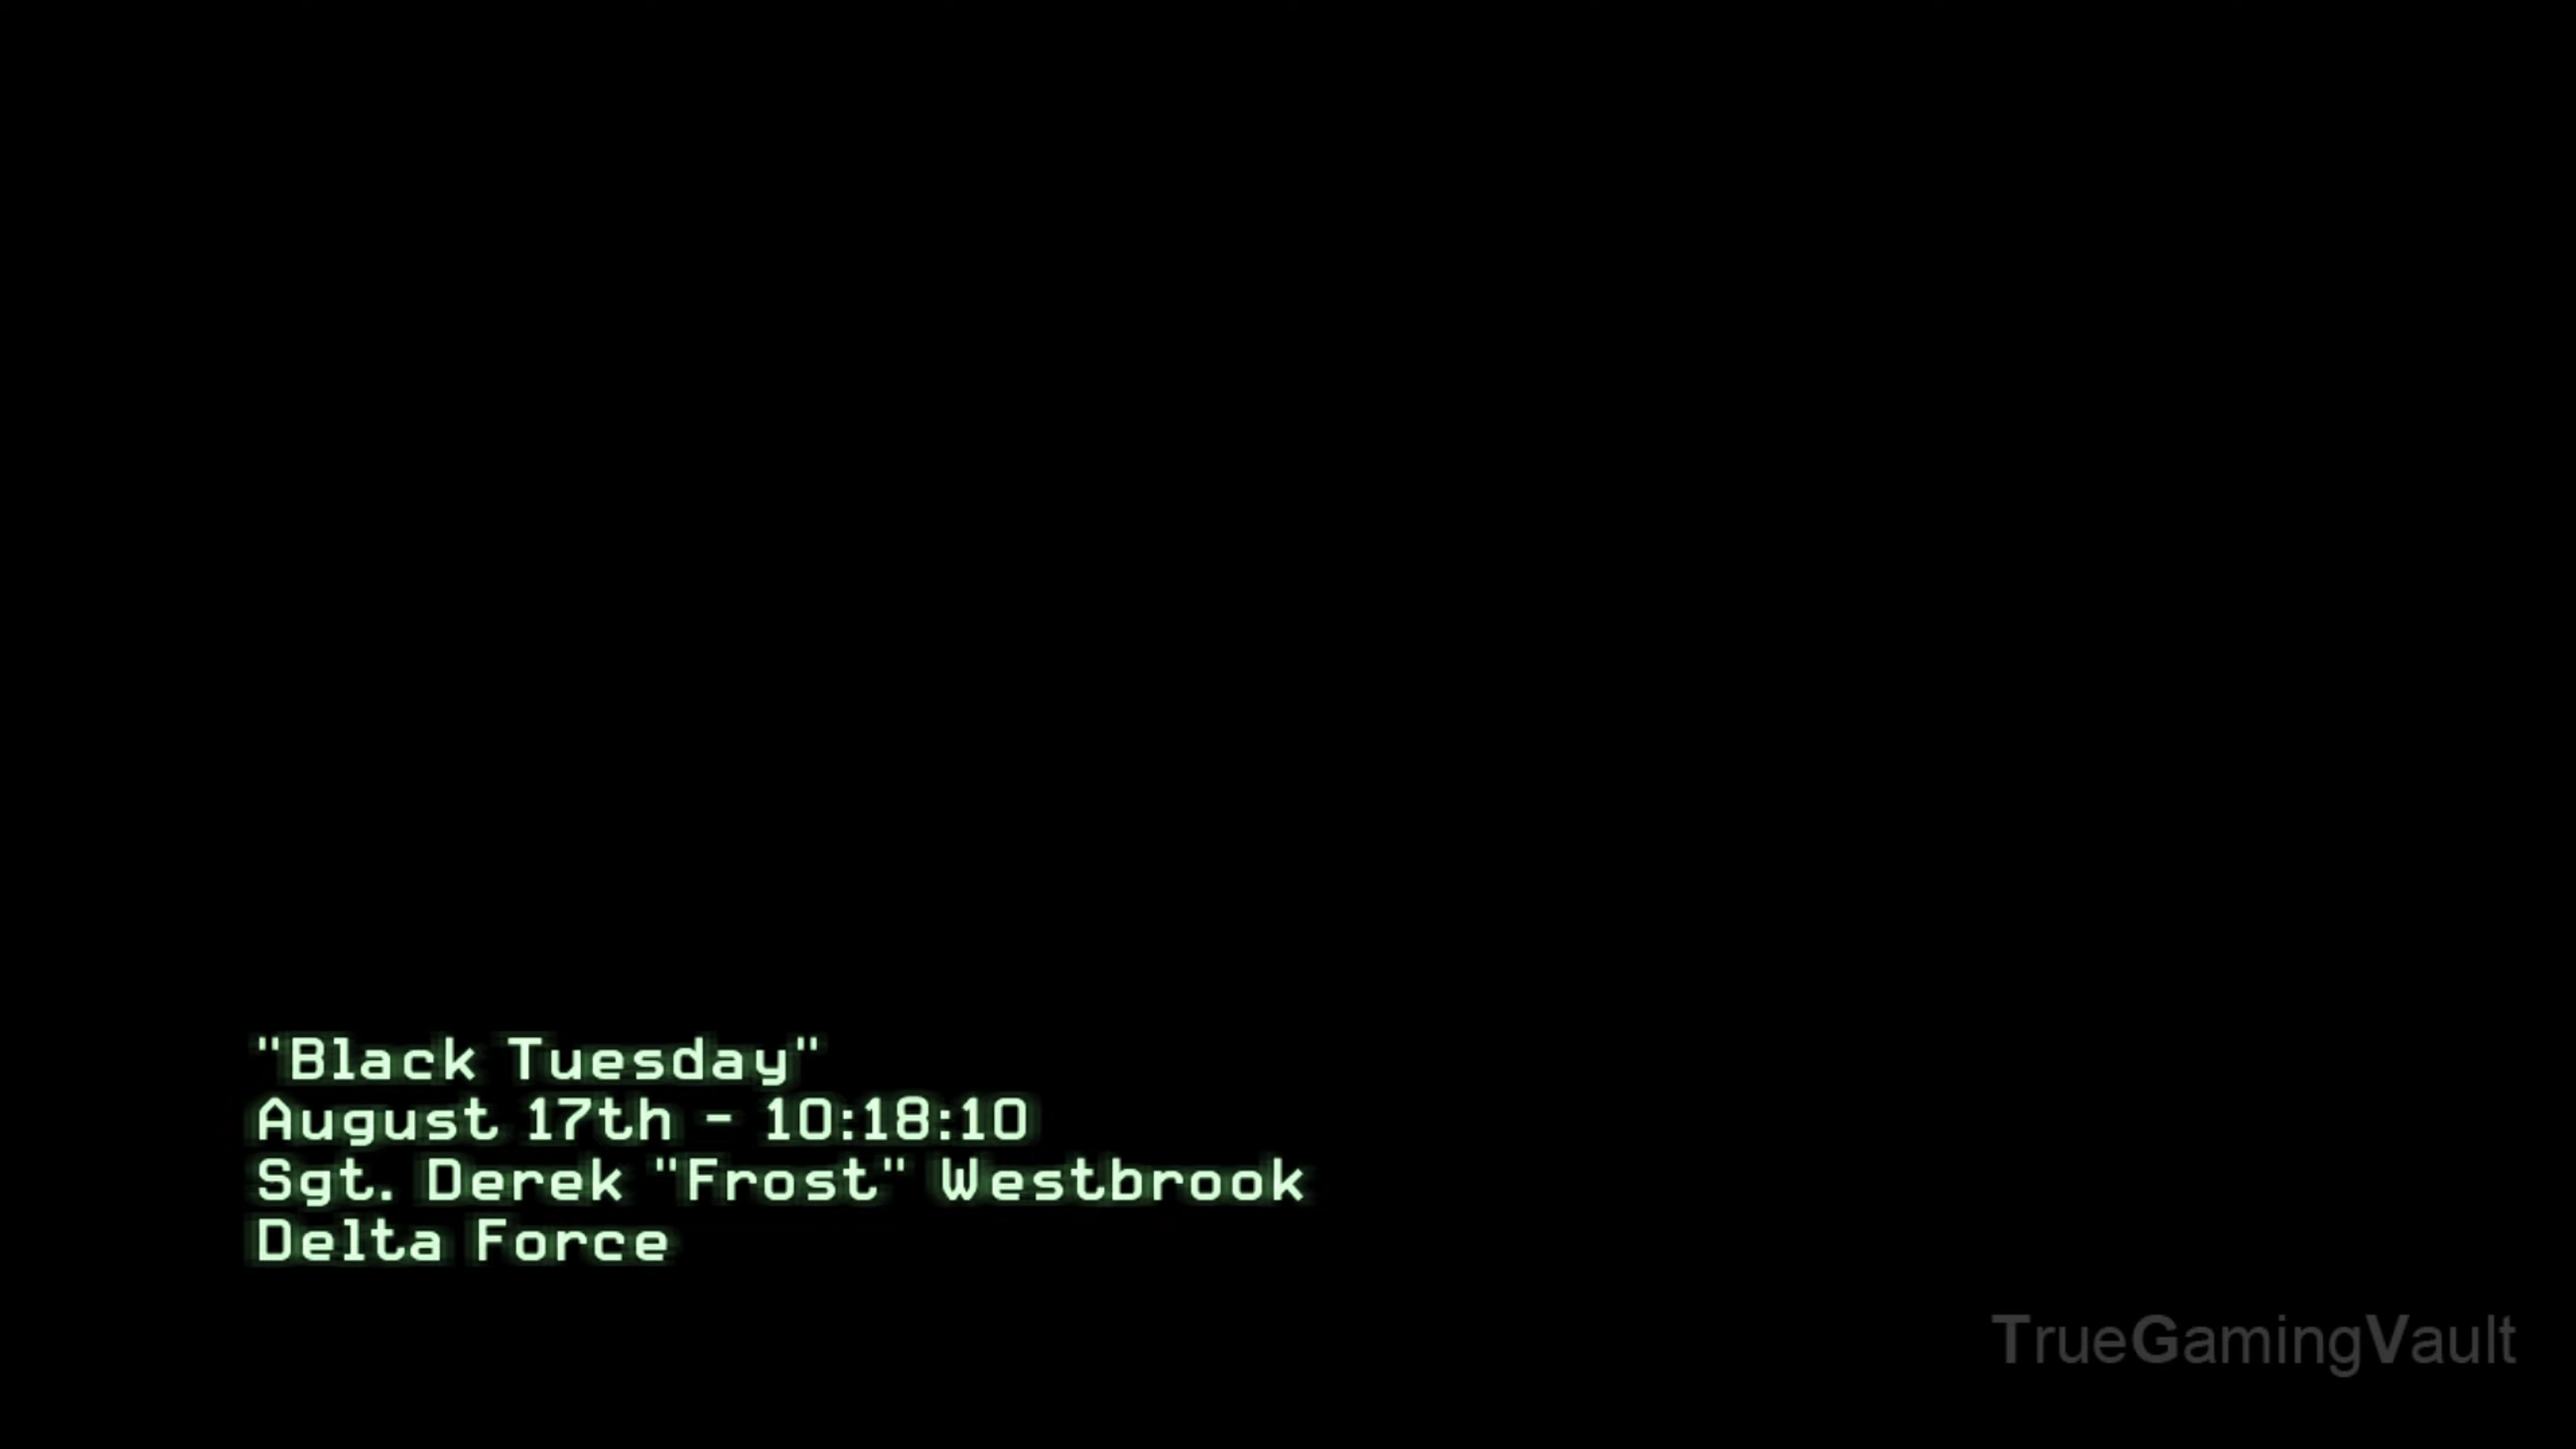 "Black Tuesday"
August 17th - 10:18:10
Sgt. Derek "Frost" Westbrook
Delta Force
TrueGamingVault